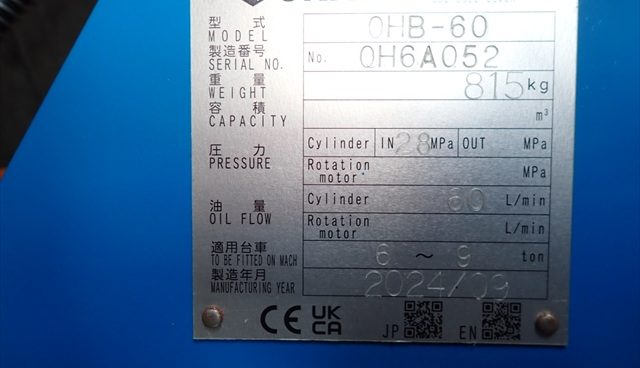 型式 OHB-60
MODEL
製造番号 No. OH6A052
SERIAL NO.
重量 815kg
WEIGHT
容積 m³
CAPACITY
圧力 Cylinder IN 28 MPa OUT MPa
PRESSURE Rotation motor MPa
油量 Cylinder 60 L/min
OIL FLOW Rotation motor L/min
適用台車 6 ～ 9 ton
TO BE FITTED ON MACH
製造年月 2024/09
MANUFACTURING YEAR
CE UK CA JP EN